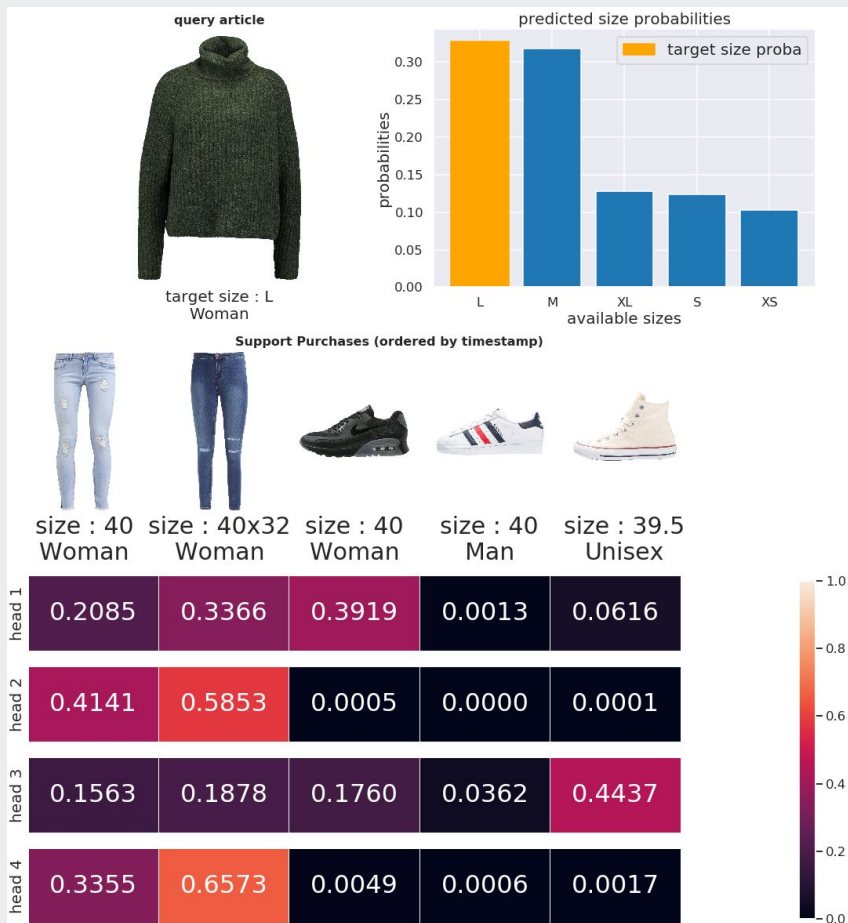 query article
target size : L
Woman
predicted size probabilities
target size proba
probabilities
0.30
0.25
0.20
0.15
0.10
0.05
0.00
L M XL S XS
available sizes
Support Purchases (ordered by timestamp)
size : 40 size : 40x32 size : 40 size : 40 size : 39.5
Woman Woman Woman Man Unisex
head 1 0.2085 0.3366 0.3919 0.0013 0.0616
head 2 0.4141 0.5853 0.0005 0.0000 0.0001
head 3 0.1563 0.1878 0.1760 0.0362 0.4437
head 4 0.3355 0.6573 0.0049 0.0006 0.0017
1.0
0.8
0.6
0.4
0.2
0.0